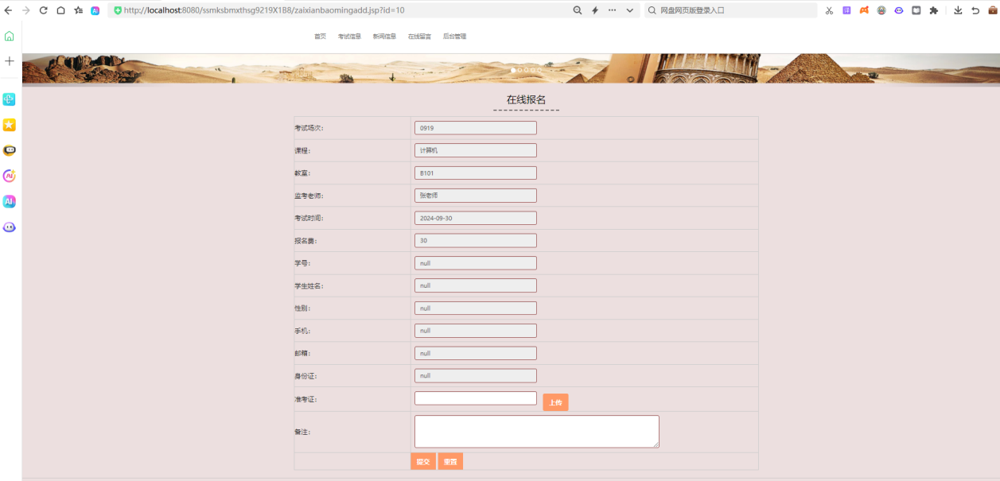 http://localhost:8080/ssmksbmxthsg9219X1B8/zaixianbaomingadd.jsp?id=10
网盘网页版登录入口
首页 考试信息 新闻信息 在线留言 后台管理
在线报名
考试场次: 0919
课程: 计算机
教室: B101
监考老师: 张老师
考试时间: 2024-09-30
报名费: 30
学号: null
学生姓名: null
性别: null
手机: null
邮箱: null
身份证: null
准考证: 上传
备注:
提交 重置